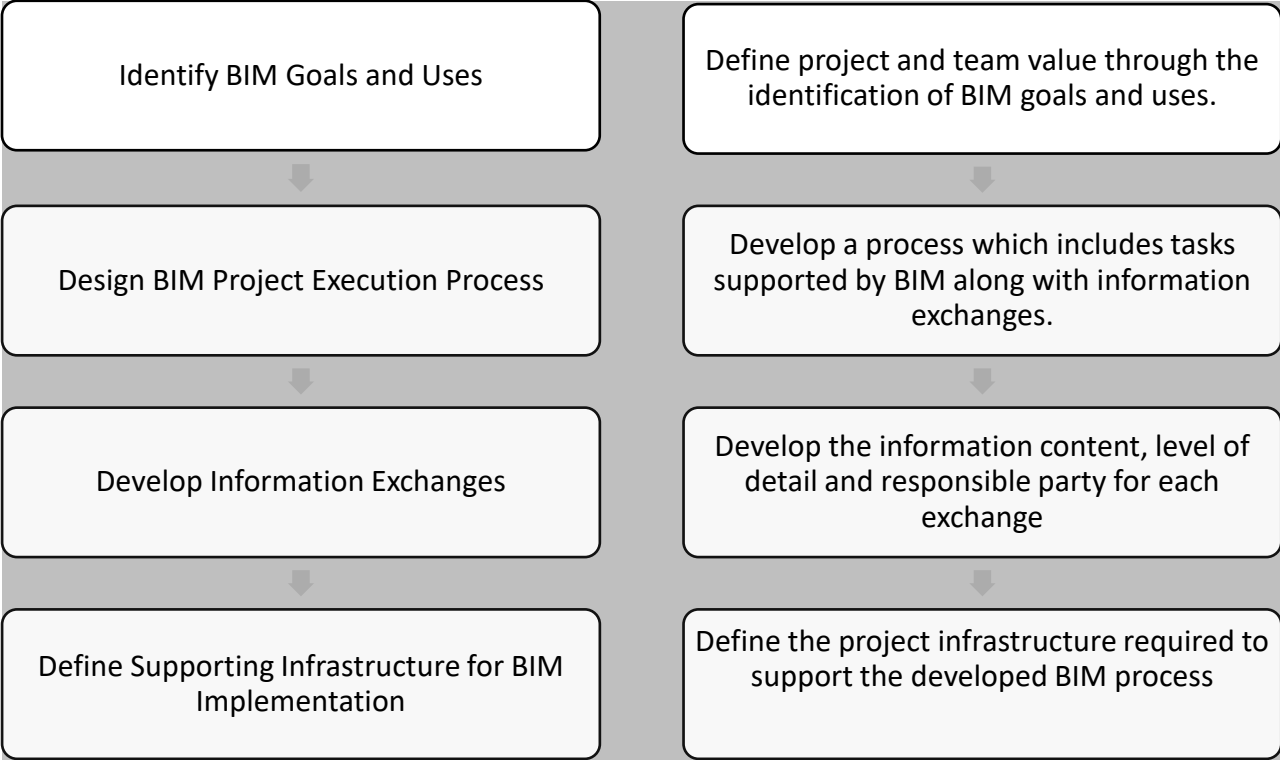 Identify BIM Goals and Uses
Define project and team value through the
identification of BIM goals and uses.
Design BIM Project Execution Process
Develop a process which includes tasks
supported by BIM along with information
exchanges.
Develop Information Exchanges
Develop the information content, level of
detail and responsible party for each
exchange
Define Supporting Infrastructure for BIM
Implementation
Define the project infrastructure required to
support the developed BIM process